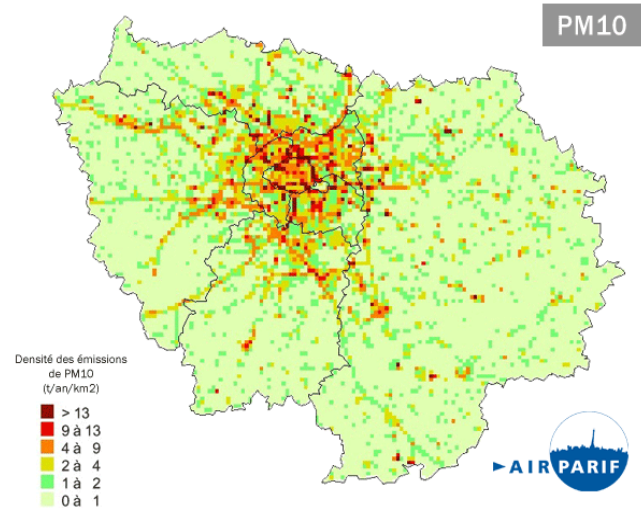 PM10
Densité des émissions
de PM10
(t/an/km2)
> 13
9 à 13
4 à 9
2 à 4
1 à 2
0 à 1
AIRPARIF